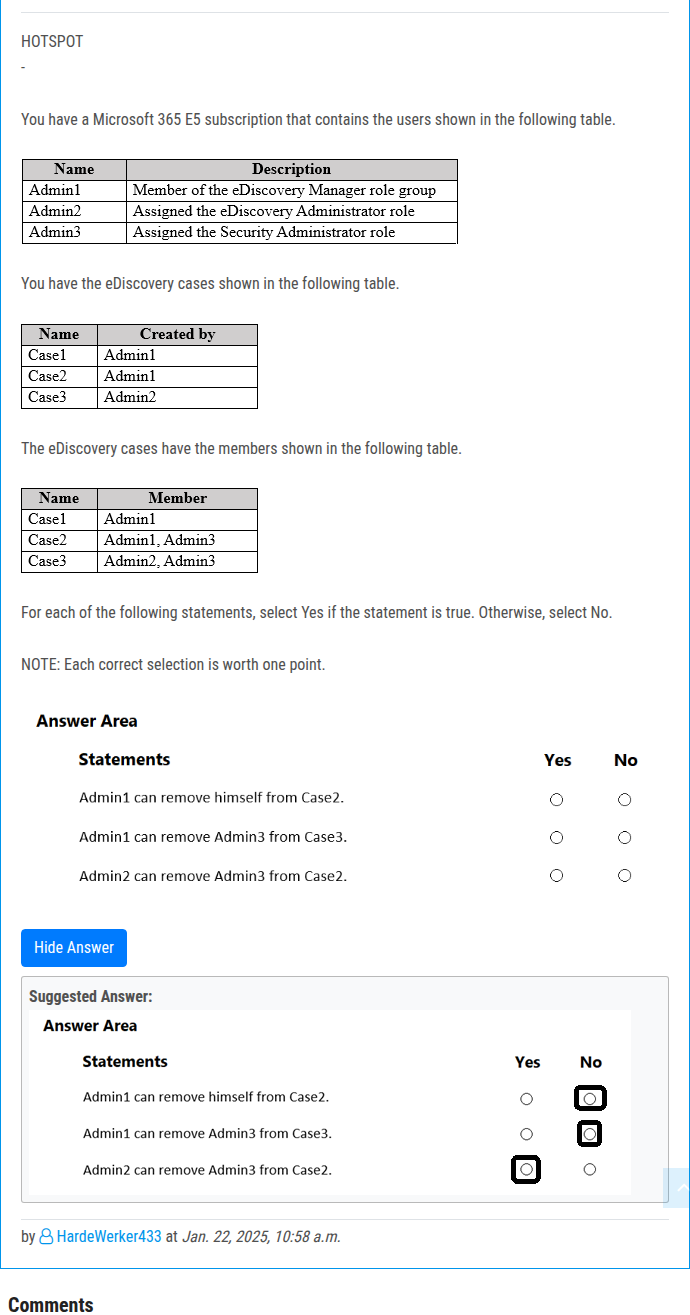 HOTSPOT
-
You have a Microsoft 365 E5 subscription that contains the users shown in the following table.
Name Description
Admin1 Member of the eDiscovery Manager role group
Admin2 Assigned the eDiscovery Administrator role
Admin3 Assigned the Security Administrator role
You have the eDiscovery cases shown in the following table.
Name Created by
Case1 Admin1
Case2 Admin1
Case3 Admin2
The eDiscovery cases have the members shown in the following table.
Name Member
Case1 Admin1
Case2 Admin1, Admin3
Case3 Admin2, Admin3
For each of the following statements, select Yes if the statement is true. Otherwise, select No.
NOTE: Each correct selection is worth one point.
Answer Area
Statements Yes No
Admin1 can remove himself from Case2.
Admin1 can remove Admin3 from Case3.
Admin2 can remove Admin3 from Case2.
Hide Answer
Suggested Answer:
Answer Area
Statements Yes No
Admin1 can remove himself from Case2.
Admin1 can remove Admin3 from Case3.
Admin2 can remove Admin3 from Case2.
by HardeWerker433 at Jan. 22, 2025, 10:58 a.m.
Comments